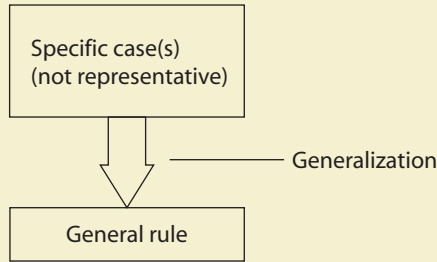 Specific case(s)
(not representative)
Generalization
General rule